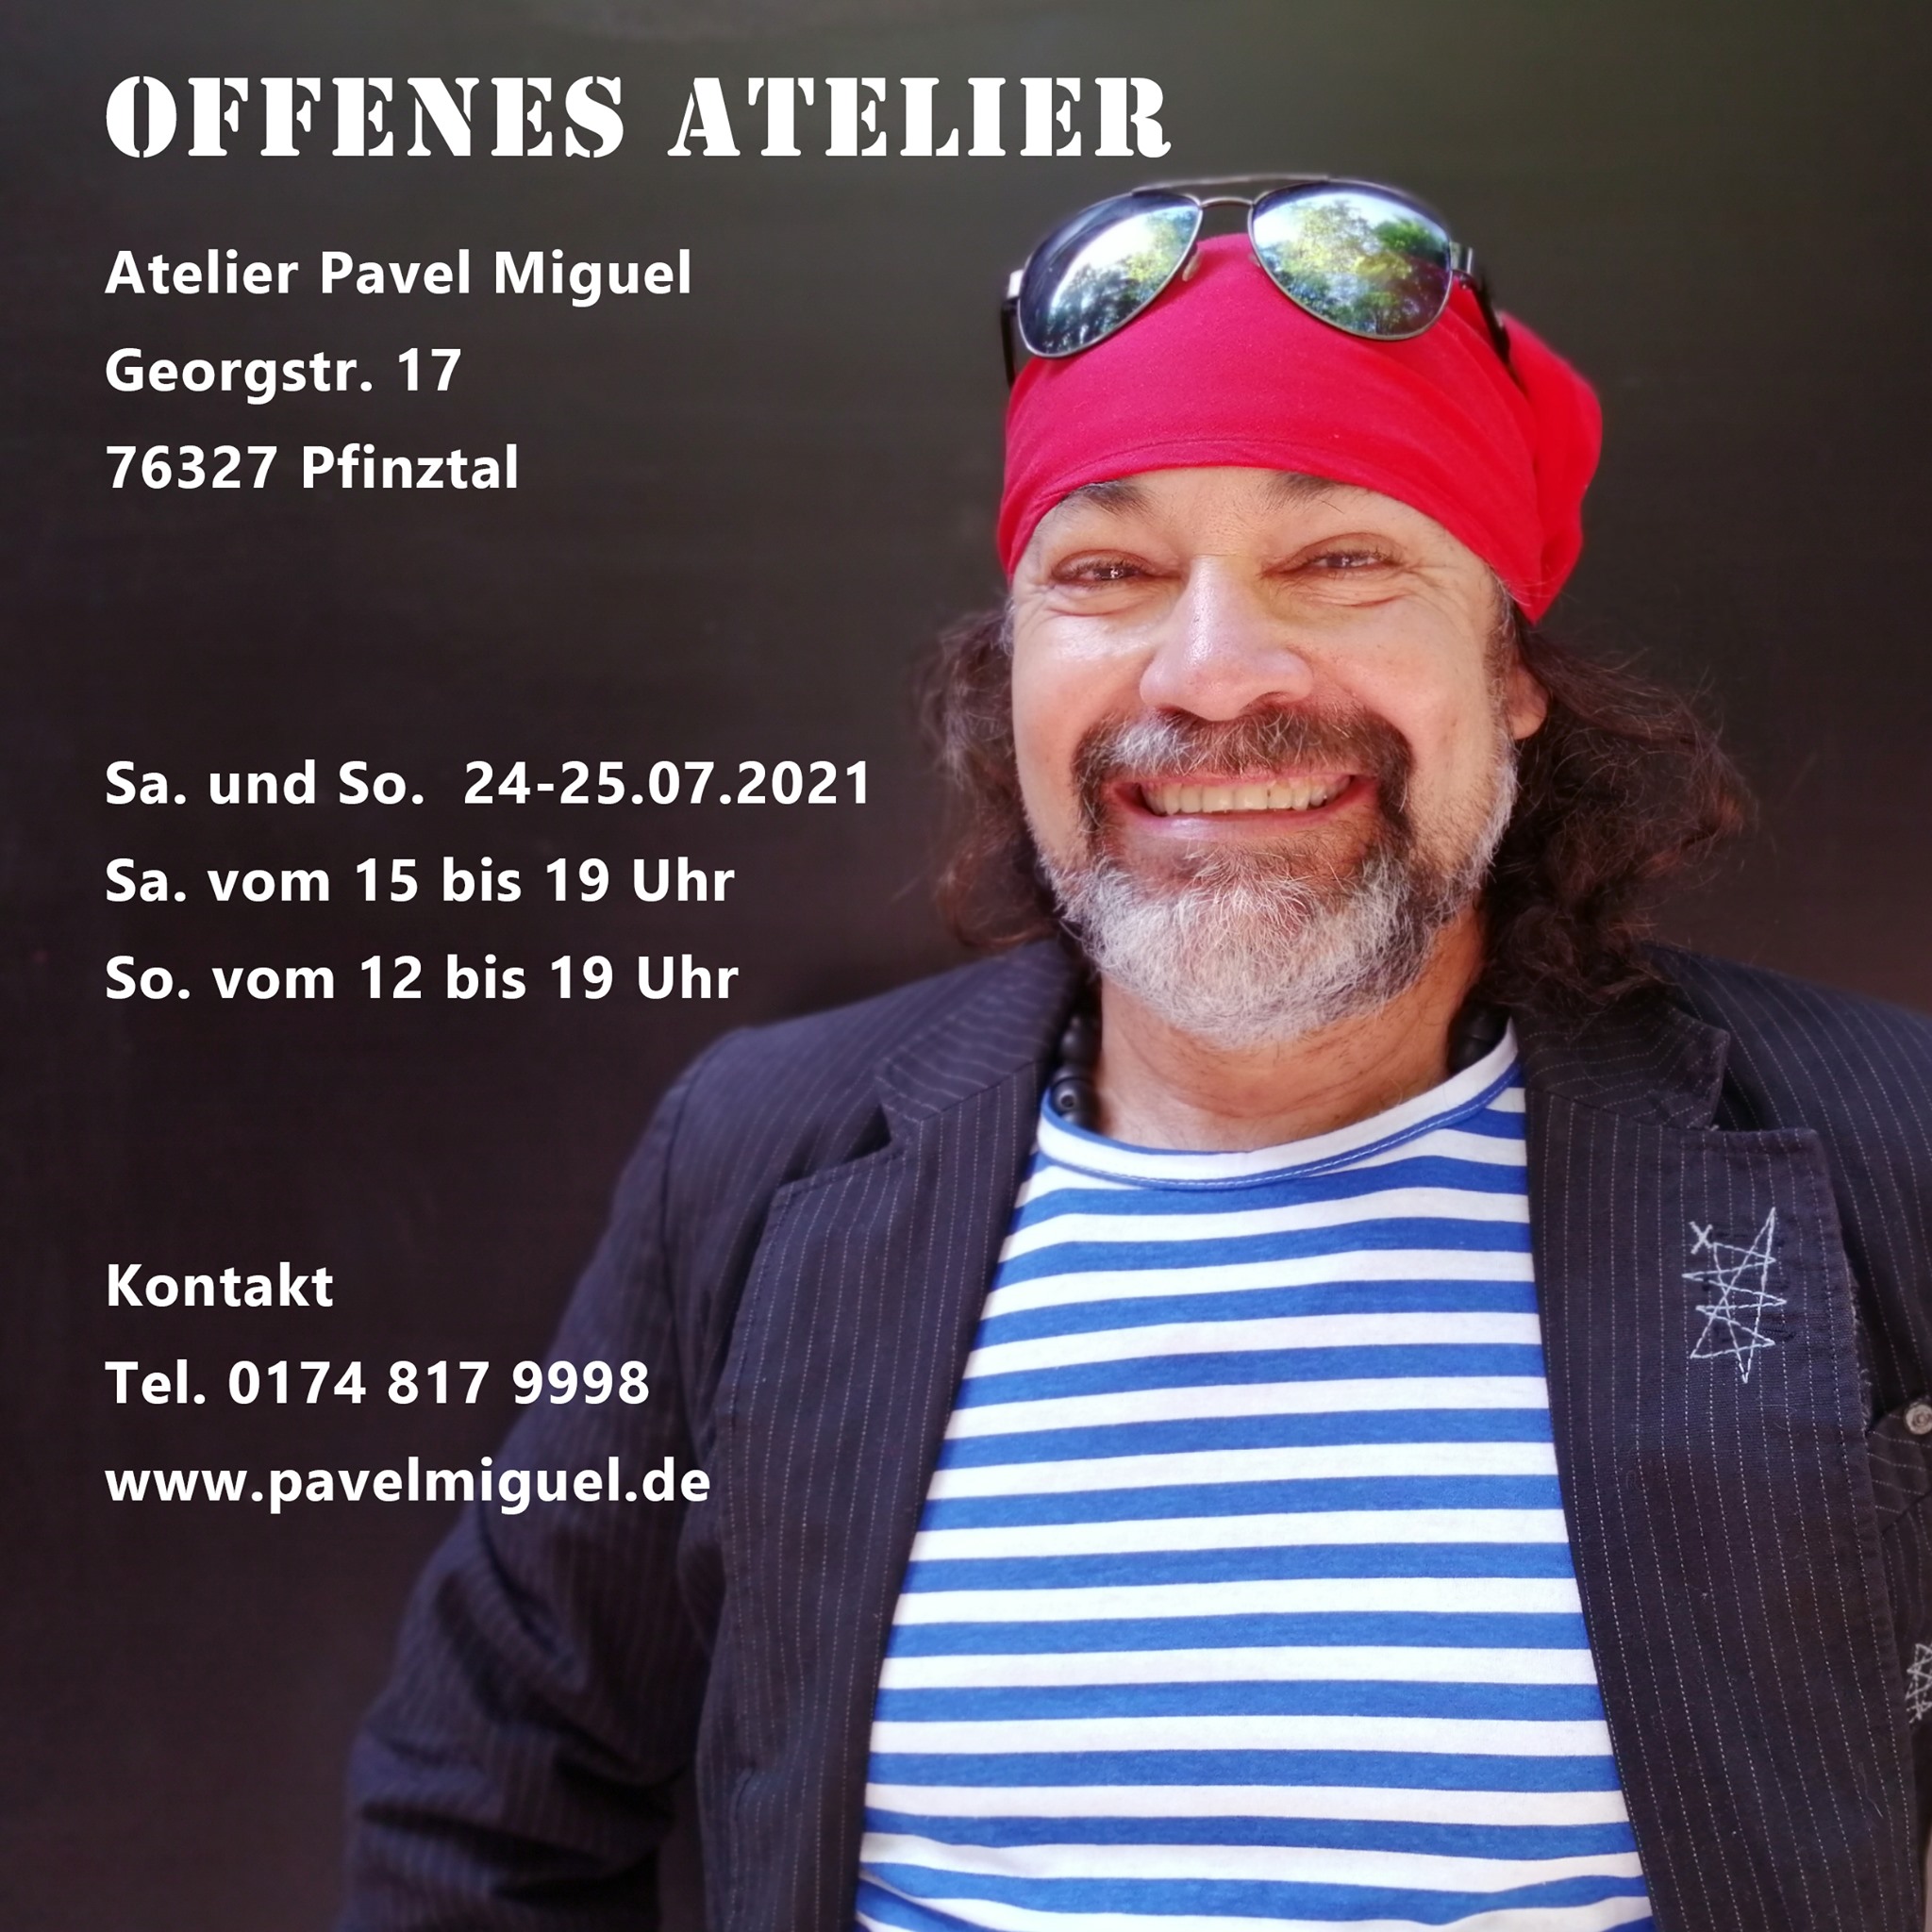 OFFENES ATELIER
Atelier Pavel Miguel
Georgstr. 17
76327 Pfinztal
Sa. und So.  24-25.07.2021
Sa. vom 15 bis 19 Uhr
So. vom 12 bis 19 Uhr
Kontakt
Tel. 0174 817 9998
www.pavelmiguel.de